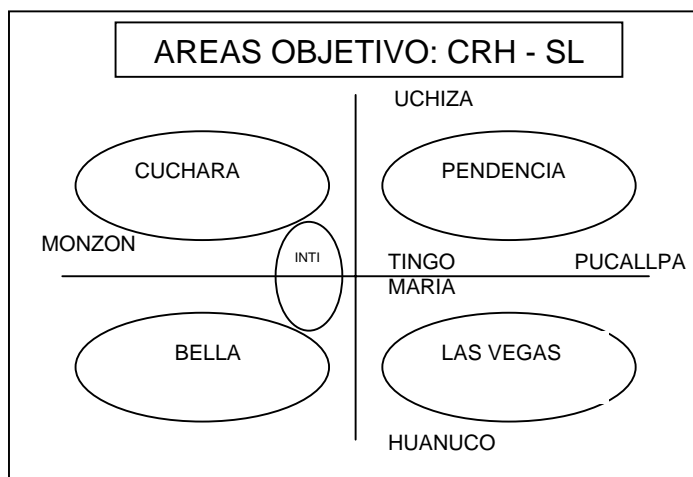 AREAS OBJETIVO: CRH - SL
UCHIZA
CUCHARA
PENDENCIA
MONZON
INTI
TINGO
MARIA
PUCALLPA
BELLA
LAS VEGAS
HUANUCO